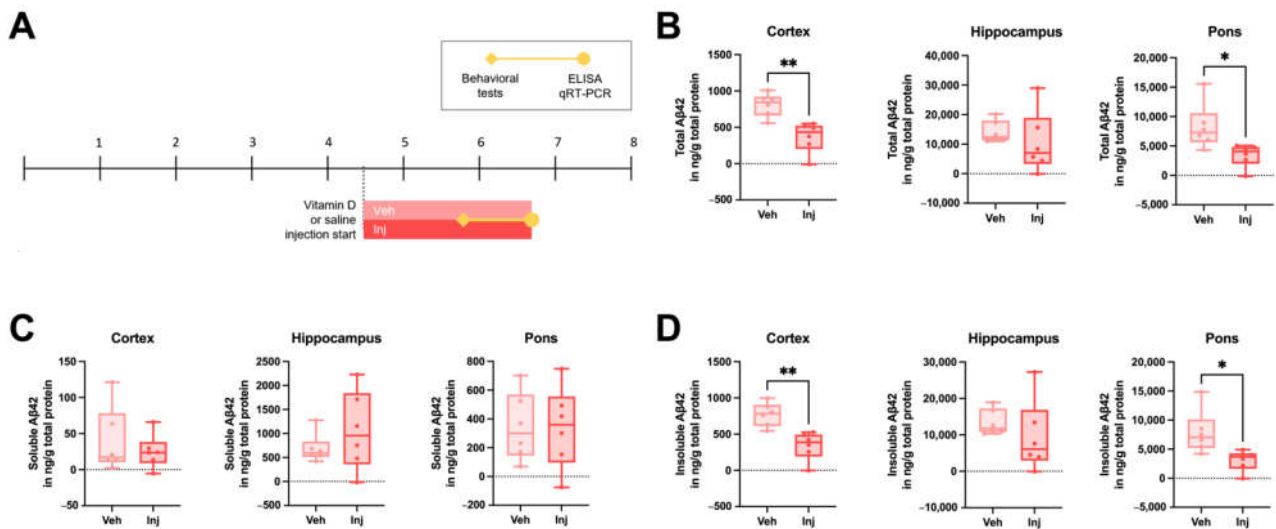 A
Behavioral tests
ELISA qRT-PCR
1 2 3 4 5 6 7 8
Vitamin D
or saline
injection start
Veh
Inj
B
Cortex
Total Aβ42
in ng/g total protein
1500
1000
500
0
−500
**
Veh Inj
Hippocampus
Total Aβ42
in ng/g total protein
40,000
30,000
20,000
10,000
0
−10,000
Veh Inj
Pons
Total Aβ42
in ng/g total protein
20,000
15,000
10,000
5,000
0
−5,000
*
Veh Inj
C
Cortex
Soluble Aβ42
in ng/g total protein
150
100
50
0
−50
Veh Inj
Hippocampus
Soluble Aβ42
in ng/g total protein
2500
2000
1500
1000
500
0
−500
Veh Inj
Pons
Soluble Aβ42
in ng/g total protein
800
600
400
200
0
−200
Veh Inj
D
Cortex
Insoluble Aβ42
in ng/g total protein
1500
1000
500
0
−500
**
Veh Inj
Hippocampus
Insoluble Aβ42
in ng/g total protein
30,000
20,000
10,000
0
−10,000
Veh Inj
Pons
Insoluble Aβ42
in ng/g total protein
20,000
15,000
10,000
5,000
0
−5,000
*
Veh Inj